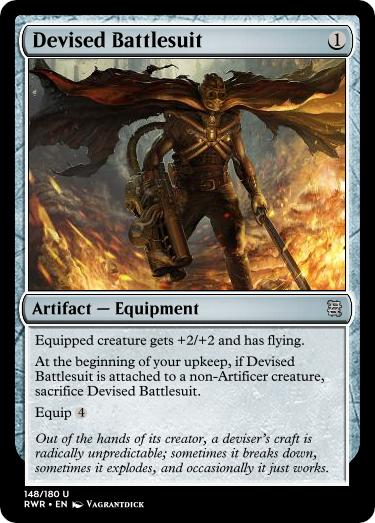 Devised Battlesuit 1
Artifact — Equipment
Equipped creature gets +2/+2 and has flying.
At the beginning of your upkeep, if Devised
Battlesuit is attached to a non-Artificer creature,
sacrifice Devised Battlesuit.
Equip 4
Out of the hands of its creator, a deviser's craft is
radically unpredictable; sometimes it breaks down,
sometimes it explodes, and occasionally it just works.
148/180 U
RWR • EN Vagrantdick